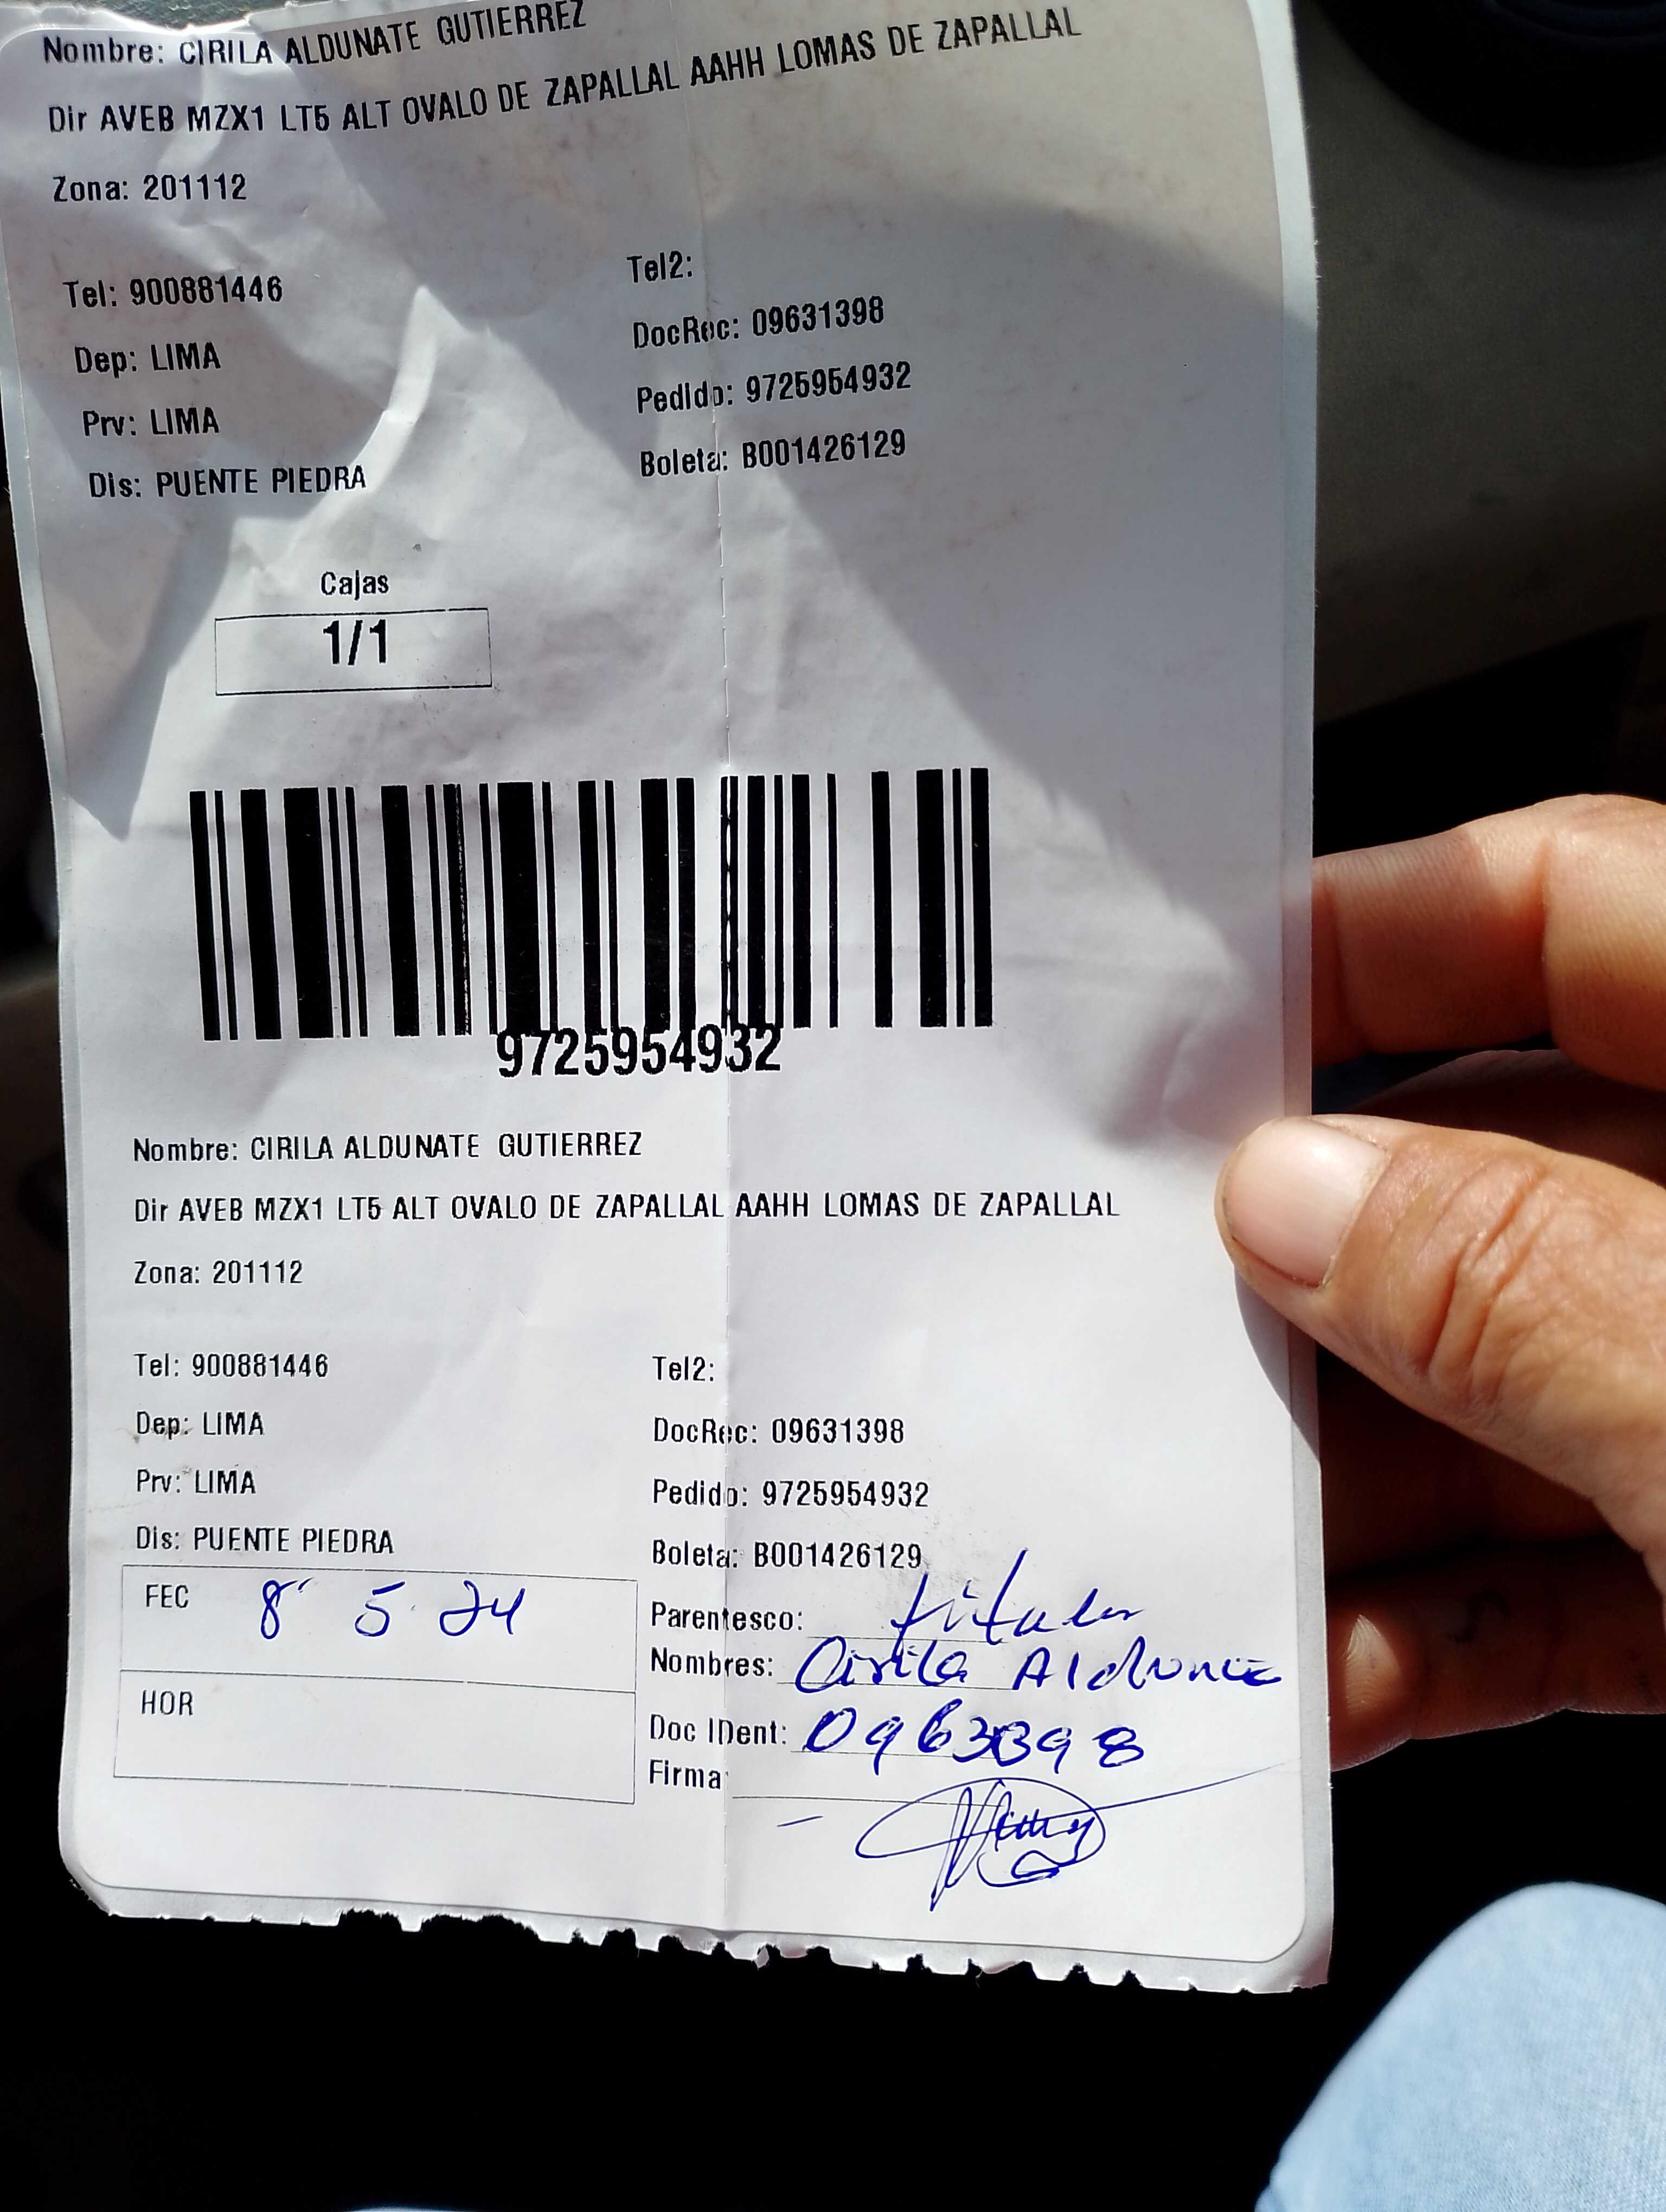 Nombre: CIRILA ALDUNATE GUTIERREZ
Dir AVEB MZX1 LT5 ALT OVALO DE ZAPALLAL AAHH LOMAS DE ZAPALLAL
Zona: 201112
Tel: 900881446 Tel2:
Dep: LIMA DocRec: 09631398
Prv: LIMA Pedido: 9725954932
Dis: PUENTE PIEDRA Boleta: B001426129
Cajas
1/1
9725954932
Nombre: CIRILA ALDUNATE GUTIERREZ
Dir AVEB MZX1 LT5 ALT OVALO DE ZAPALLAL AAHH LOMAS DE ZAPALLAL
Zona: 201112
Tel: 900881446 Tel2:
Dep: LIMA DocRec: 09631398
Prv: LIMA Pedido: 9725954932
Dis: PUENTE PIEDRA Boleta: B001426129
FEC 8 5 24 Parentesco: titular
Nombres: Cirila Aldunate
HOR Doc IDent:
Firma